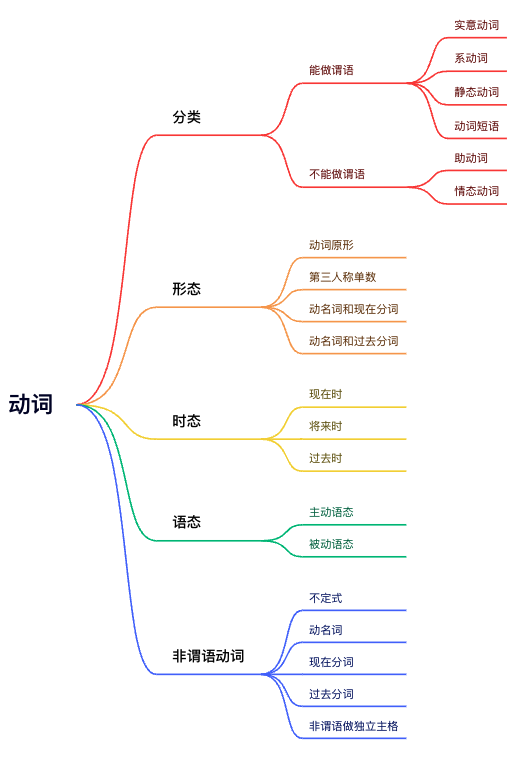 动词
分类
能做谓语
实意动词
系动词
静态动词
动词短语
不能做谓语
助动词
情态动词
形态
动词原形
第三人称单数
动名词和现在分词
动名词和过去分词
时态
现在时
将来时
过去时
语态
主动语态
被动语态
非谓语动词
不定式
动名词
现在分词
过去分词
非谓语做独立主格